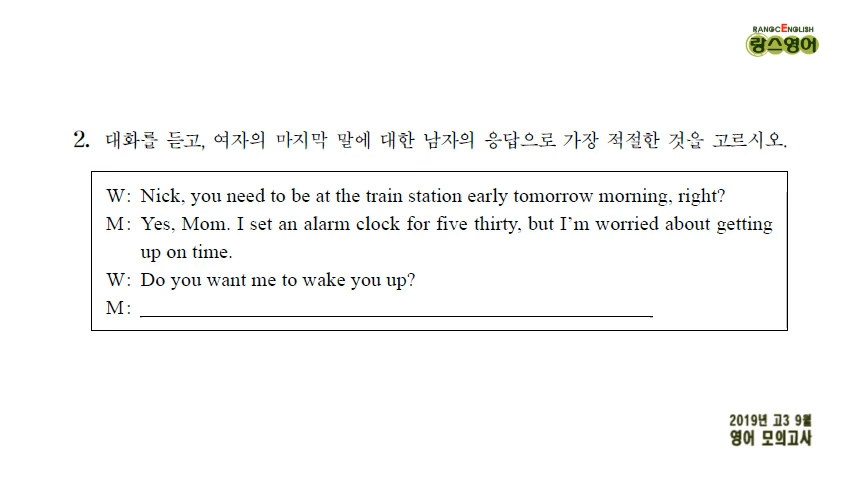 RANGCENGLISH
랑스영어
2. 대화를 듣고, 여자의 마지막 말에 대한 남자의 응답으로 가장 적절한 것을 고르시오.
W: Nick, you need to be at the train station early tomorrow morning, right?
M: Yes, Mom. I set an alarm clock for five thirty, but I'm worried about getting
up on time.
W: Do you want me to wake you up?
M:
2019년 고3 9월
영어 모의고사